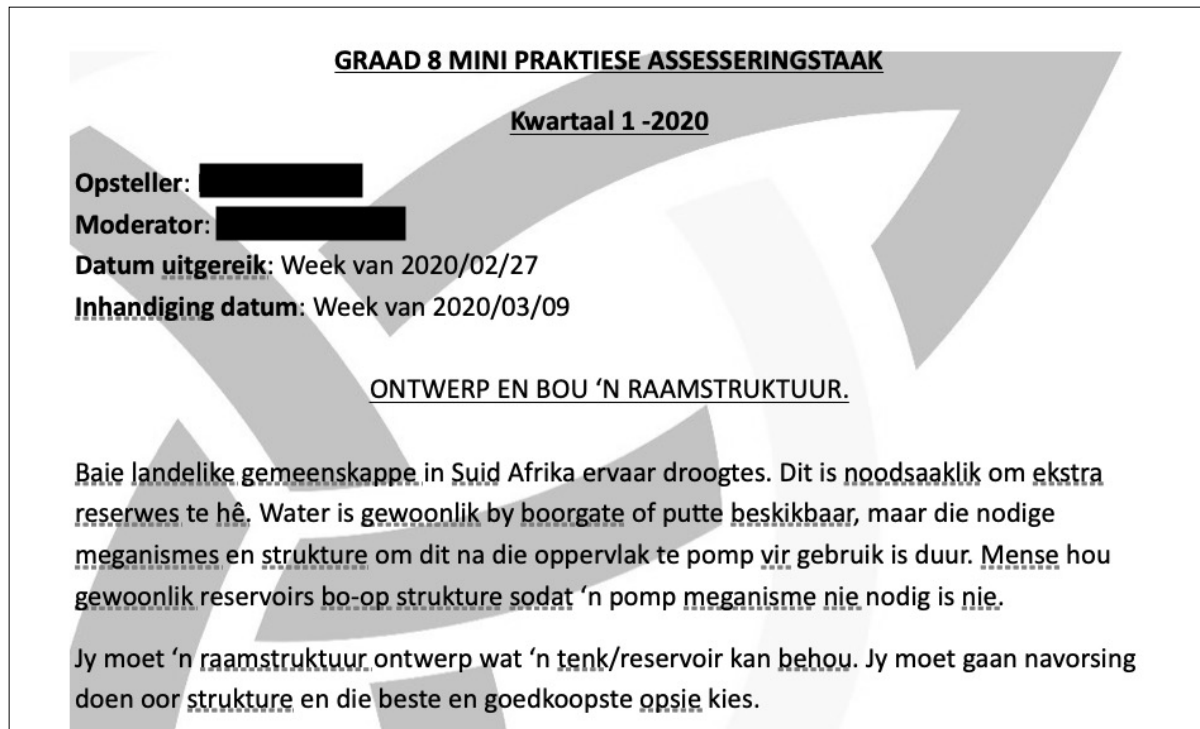 GRAAD 8 MINI PRAKTIESE ASSESSERINGSTAAK
Kwartaal 1 -2020
Opsteller:
Moderator:
Datum uitgereik: Week van 2020/02/27
Inhandiging datum: Week van 2020/03/09
ONTWERP EN BOU ‘N RAAMSTRUKTUUR.
Baie landelike gemeenskappe in Suid Afrika ervaar droogtes. Dit is noodsaaklik om ekstra
reserwes te hê. Water is gewoonlik by boorgate of putte beskikbaar, maar die nodige
meganismes en strukture om dit na die oppervlak te pomp vir gebruik is duur. Mense hou
gewoonlik reservoirs bo-op strukture sodat ‘n pomp meganisme nie nodig is nie.
Jy moet ‘n raamstruktuur ontwerp wat ‘n tenk/reservoir kan behou. Jy moet gaan navorsing
doen oor strukture en die beste en goedkoopste opsie kies.